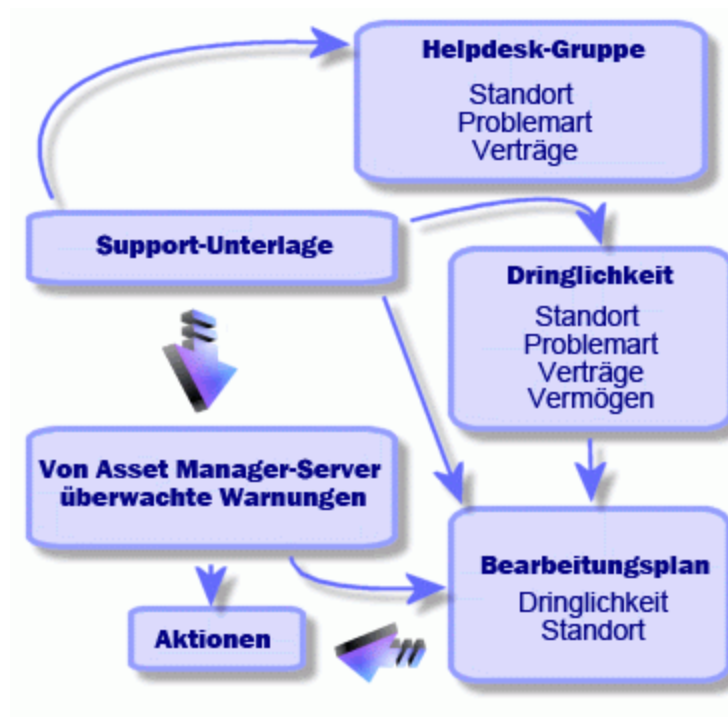 Helpdesk-Gruppe
Standort
Problemart
Verträge
Support-Unterlage
Dringlichkeit
Standort
Problemart
Verträge
Vermögen
Von Asset Manager-Server
überwachte Warnungen
Bearbeitungsplan
Dringlichkeit
Standort
Aktionen